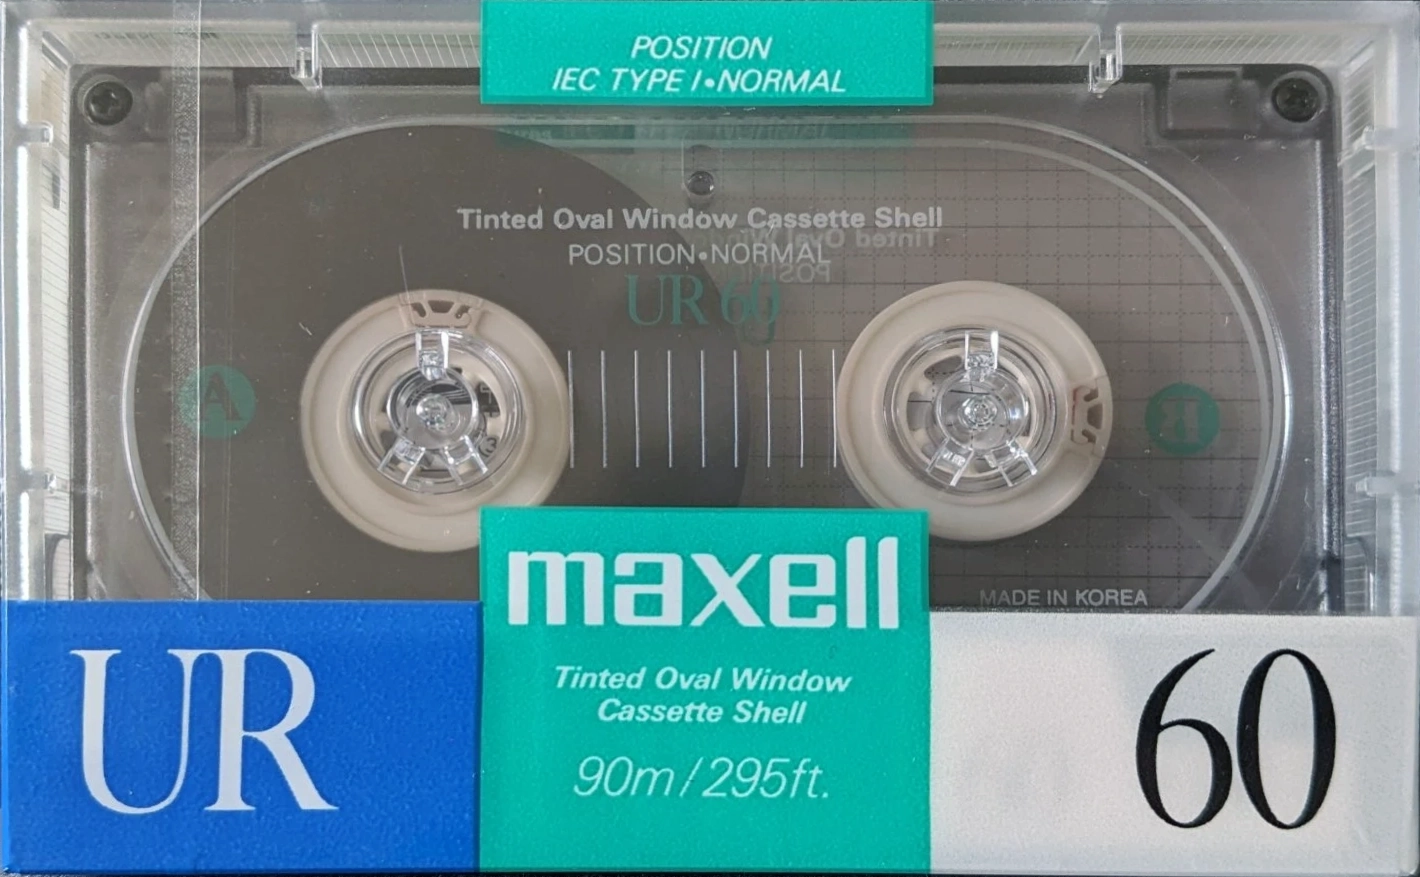 POSITION
IEC TYPE I•NORMAL
Tinted Oval Window Cassette Shell
POSITION•NORMAL
UR 60
A
MADE IN KOREA
maxell
UR
Tinted Oval Window
Cassette Shell
90m/295ft.
60